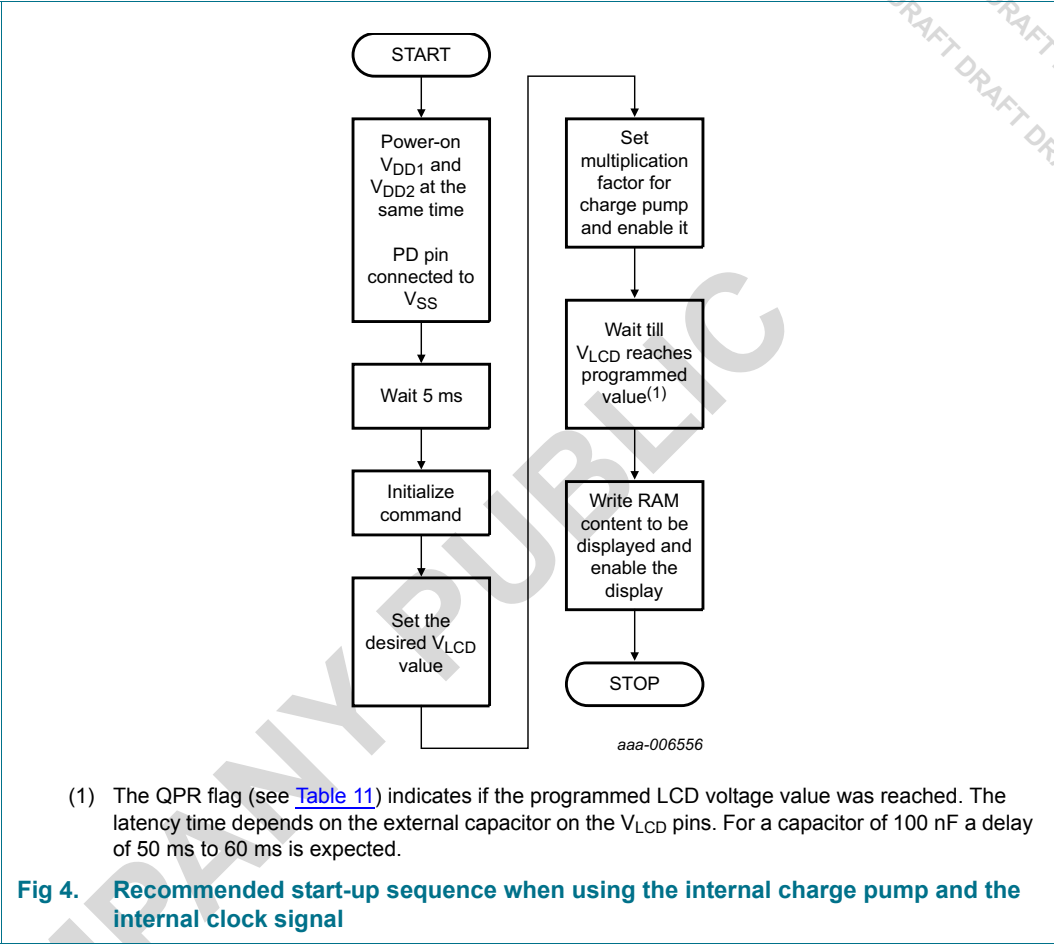 START
Power-on
VDD1 and
VDD2 at the
same time
PD pin
connected to
VSS
Wait 5 ms
Initialize
command
Set the
desired VLCD
value
Set
multiplication
factor for
charge pump
and enable it
Wait till
VLCD reaches
programmed
value(1)
Write RAM
content to be
displayed and
enable the
display
STOP
aaa-006556
(1) The QPR flag (see Table 11) indicates if the programmed LCD voltage value was reached. The
latency time depends on the external capacitor on the VLCD pins. For a capacitor of 100 nF a delay
of 50 ms to 60 ms is expected.
Fig 4. Recommended start-up sequence when using the internal charge pump and the
internal clock signal
MPANY PUBLIC
DRAFT DRAFT
DRAFT